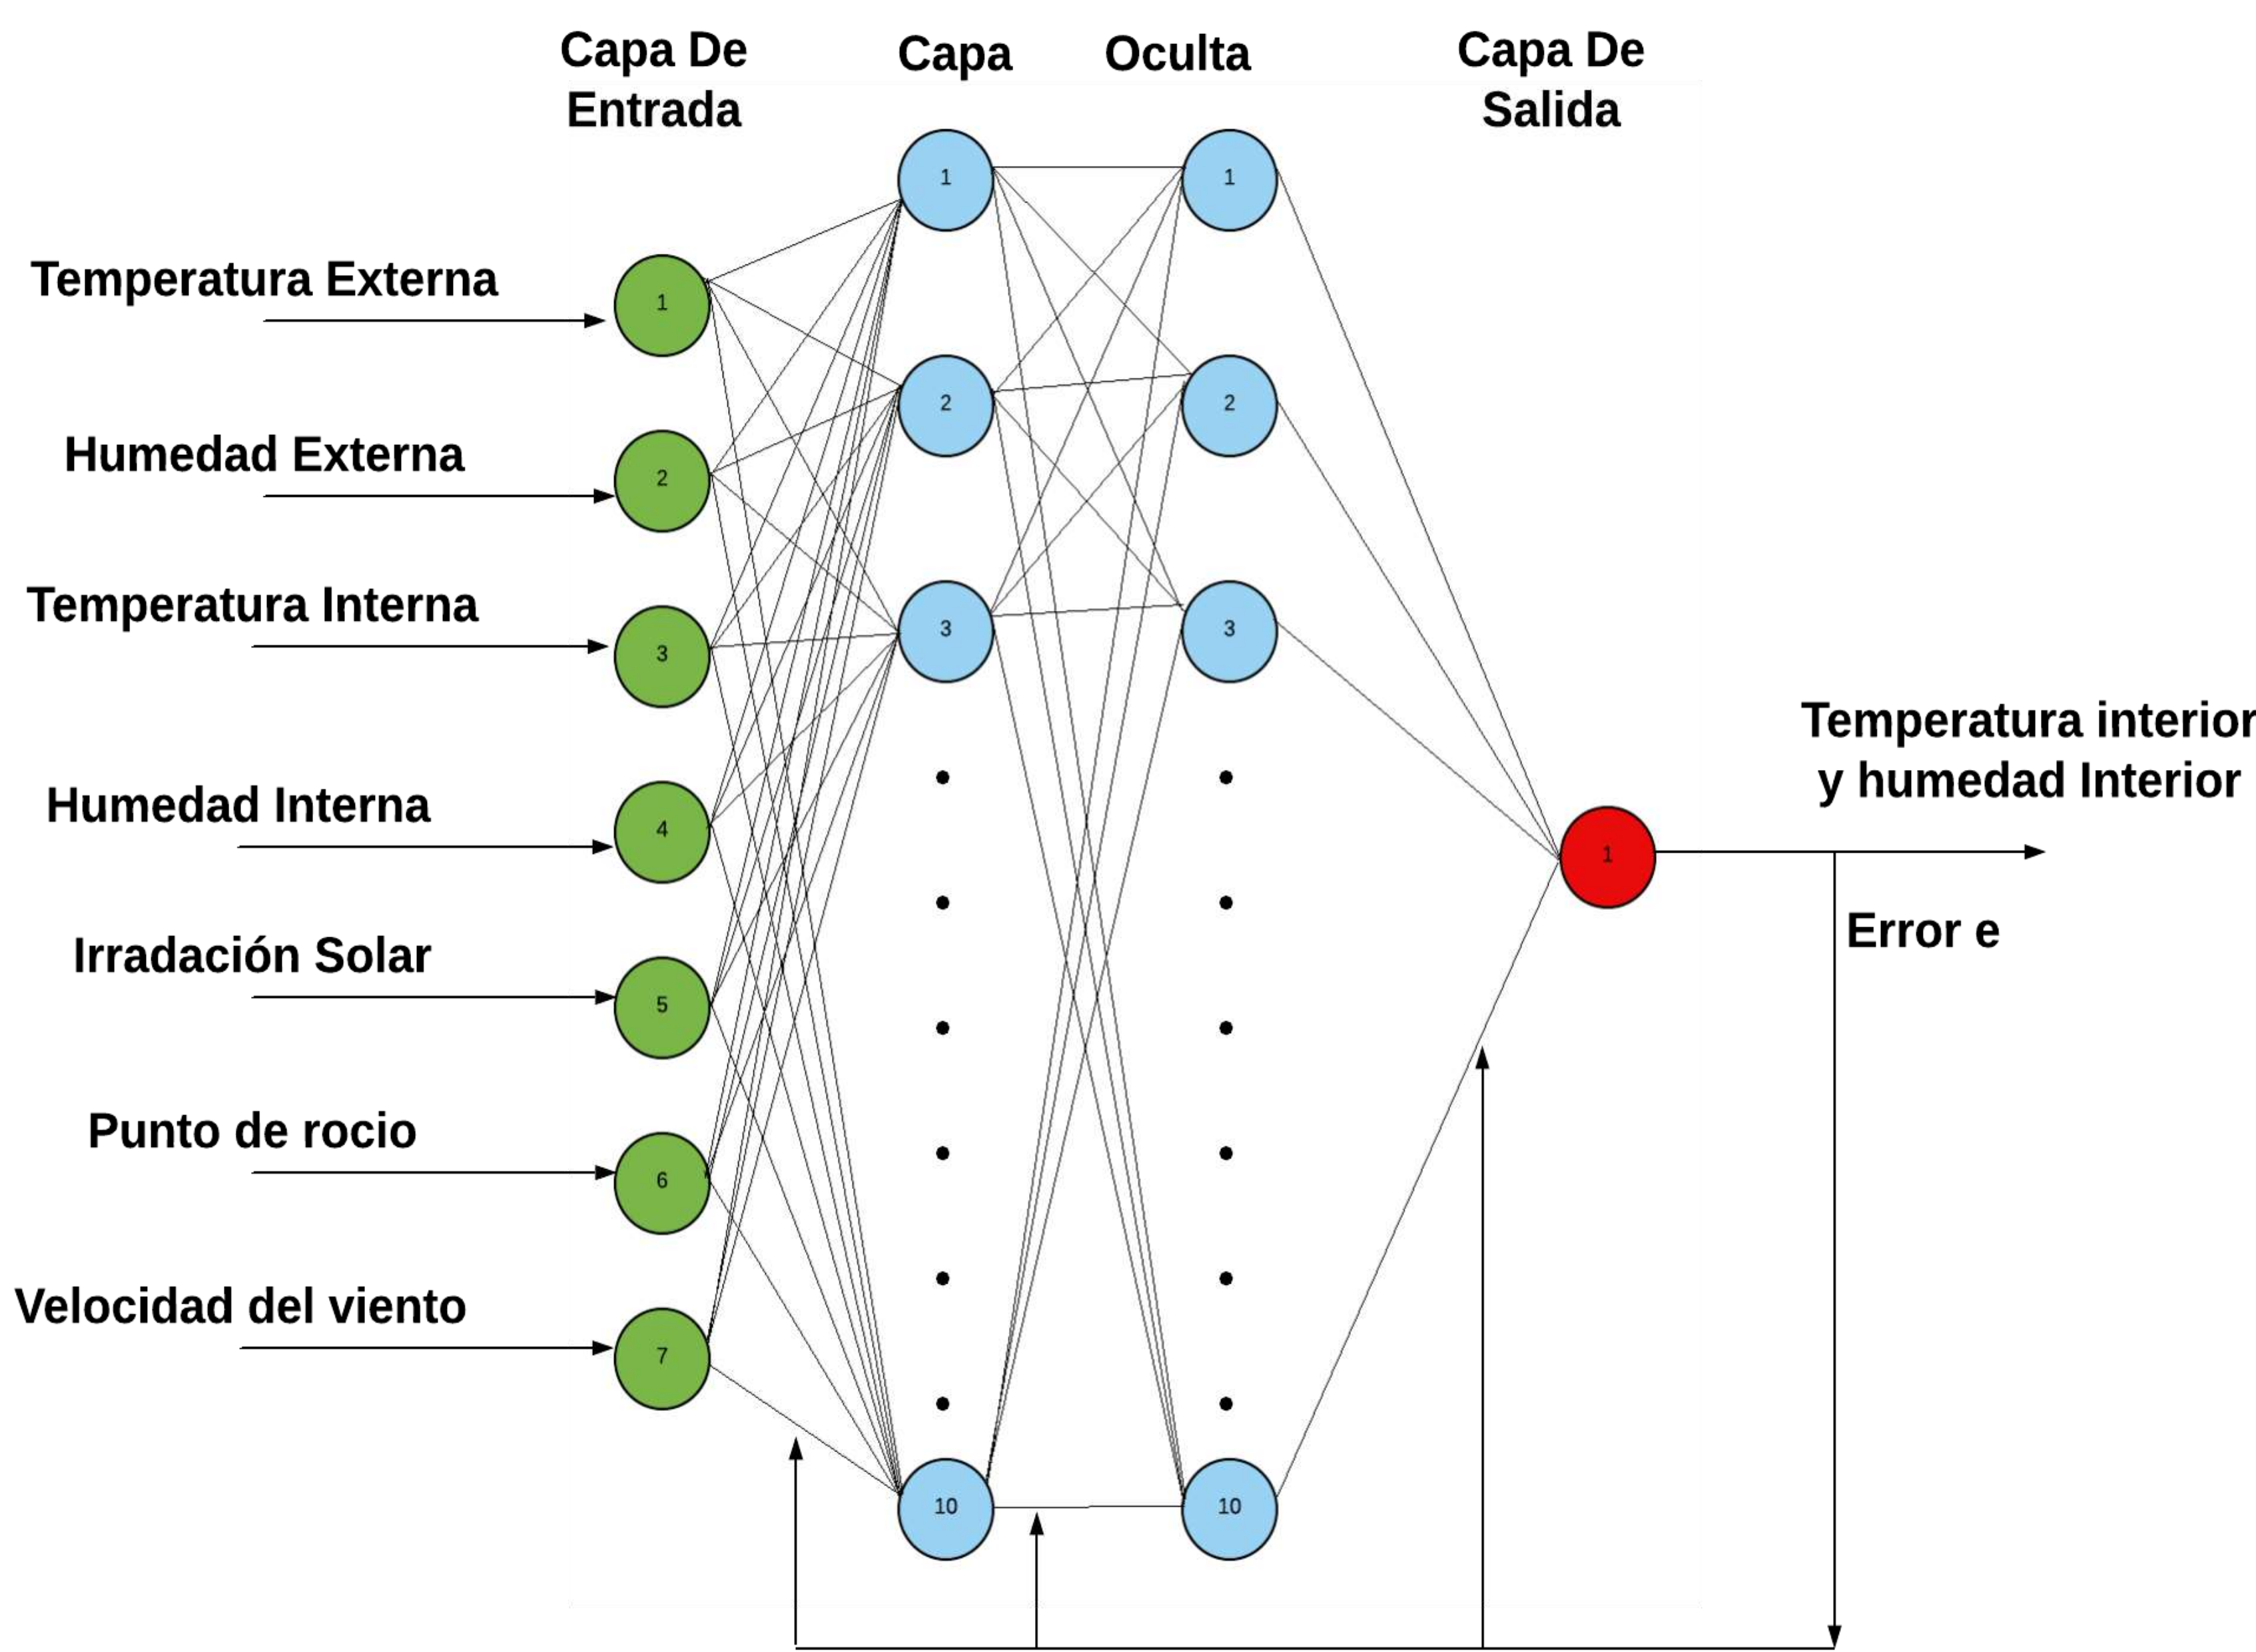 Capa De
Entrada
Capa
Oculta
Capa De
Salida
Temperatura Externa
Humedad Externa
Temperatura Interna
Humedad Interna
Irradación Solar
Punto de rocio
Velocidad del viento
1
2
3
4
5
6
7
1
2
3
10
1
2
3
10
1
Temperatura interior
y humedad Interior
Error e